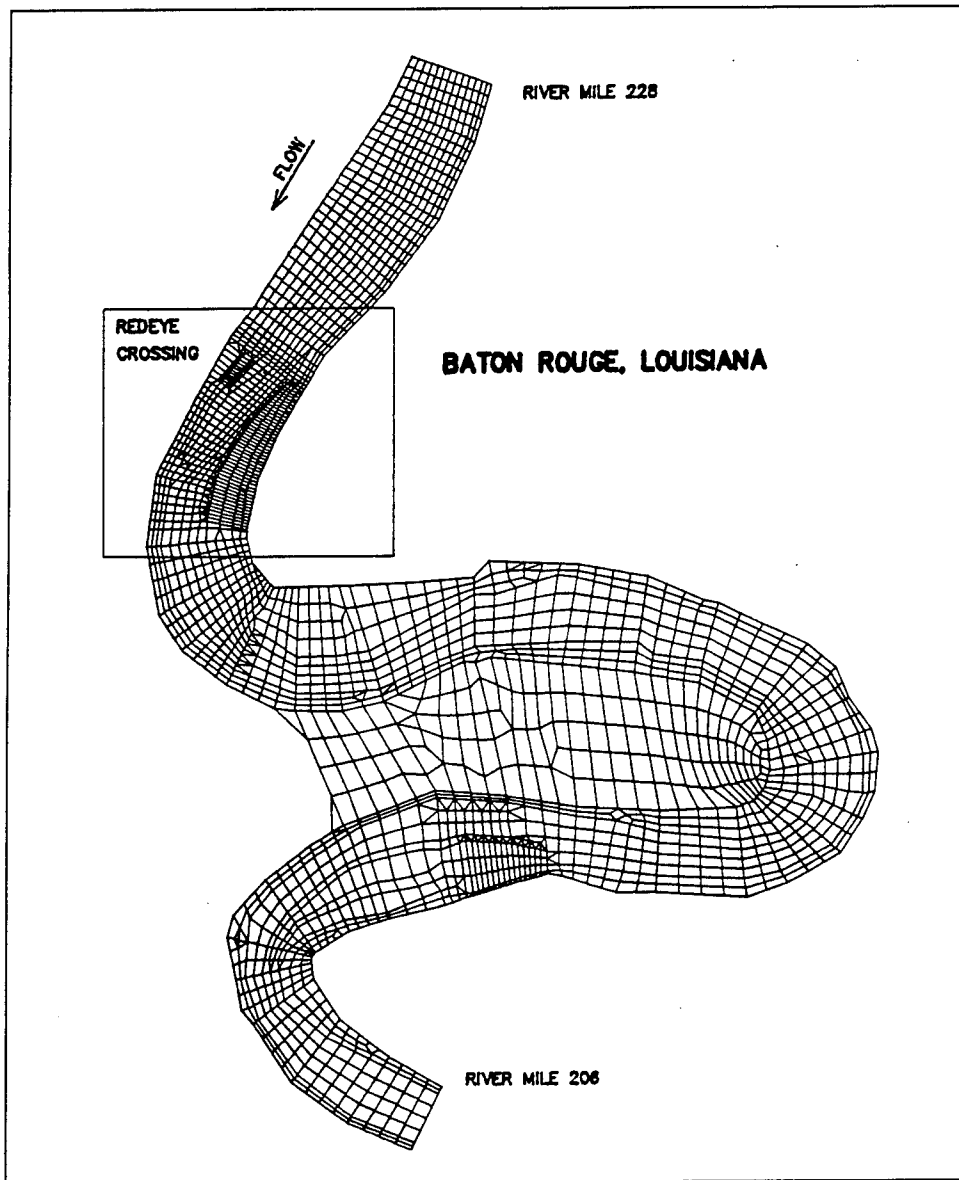 RIVER MILE 228
FLOW
REDEYE
CROSSING
BATON ROUGE, LOUISIANA
RIVER MILE 206